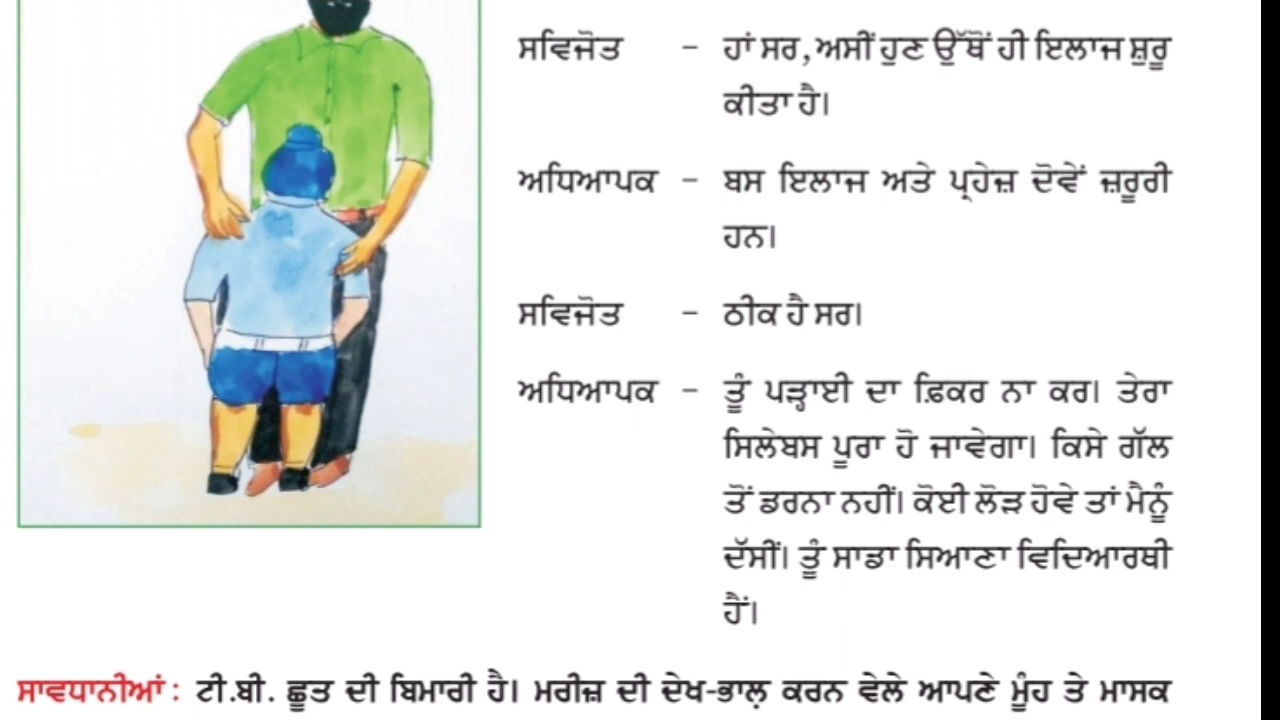 ਸਵਿਜੋਤ – ਹਾਂ ਸਰ, ਅਸੀਂ ਹੁਣ ਉੱਥੋਂ ਹੀ ਇਲਾਜ ਸ਼ੁਰੂ
ਕੀਤਾ ਹੈ।
ਅਧਿਆਪਕ – ਬਸ ਇਲਾਜ ਅਤੇ ਪ੍ਰਹੇਜ਼ ਦੋਵੇਂ ਜ਼ਰੂਰੀ
ਹਨ।
ਸਵਿਜੋਤ – ਠੀਕ ਹੈ ਸਰ।
ਅਧਿਆਪਕ – ਤੂੰ ਪੜ੍ਹਾਈ ਦਾ ਫ਼ਿਕਰ ਨਾ ਕਰ। ਤੇਰਾ
ਸਿਲੇਬਸ ਪੂਰਾ ਹੋ ਜਾਵੇਗਾ। ਕਿਸੇ ਗੱਲ
ਤੋਂ ਡਰਨਾ ਨਹੀਂ। ਕੋਈ ਲੋੜ ਹੋਵੇ ਤਾਂ ਮੈਨੂੰ
ਦੱਸੀਂ। ਤੂੰ ਸਾਡਾ ਸਿਆਣਾ ਵਿਦਿਆਰਥੀ
ਹੈਂ।
ਸਾਵਧਾਨੀਆਂ : ਟੀ.ਬੀ. ਛੂਤ ਦੀ ਬਿਮਾਰੀ ਹੈ। ਮਰੀਜ਼ ਦੀ ਦੇਖ-ਭਾਲ਼ ਕਰਨ ਵੇਲੇ ਆਪਣੇ ਮੂੰਹ ਤੇ ਮਾਸਕ